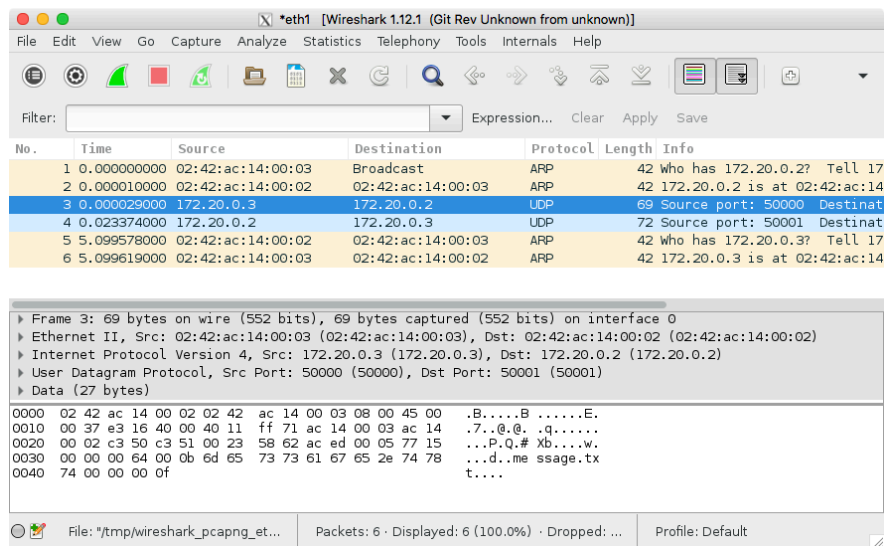 *eth1 [Wireshark 1.12.1 (Git Rev Unknown from unknown)]
File Edit View Go Capture Analyze Statistics Telephony Tools Internals Help
Filter: Expression... Clear Apply Save
No. Time Source Destination Protocol Length Info
1 0.000000000 02:42:ac:14:00:03 Broadcast ARP 42 Who has 172.20.0.2? Tell 17
2 0.000010000 02:42:ac:14:00:02 02:42:ac:14:00:03 ARP 42 172.20.0.2 is at 02:42:ac:14
3 0.000029000 172.20.0.3 172.20.0.2 UDP 69 Source port: 50000 Destinat
4 0.023374000 172.20.0.2 172.20.0.3 UDP 72 Source port: 50001 Destinat
5 5.099578000 02:42:ac:14:00:02 02:42:ac:14:00:03 ARP 42 Who has 172.20.0.3? Tell 17
6 5.099619000 02:42:ac:14:00:03 02:42:ac:14:00:02 ARP 42 172.20.0.3 is at 02:42:ac:14
Frame 3: 69 bytes on wire (552 bits), 69 bytes captured (552 bits) on interface 0
Ethernet II, Src: 02:42:ac:14:00:03 (02:42:ac:14:00:03), Dst: 02:42:ac:14:00:02 (02:42:ac:14:00:02)
Internet Protocol Version 4, Src: 172.20.0.3 (172.20.0.3), Dst: 172.20.0.2 (172.20.0.2)
User Datagram Protocol, Src Port: 50000 (50000), Dst Port: 50001 (50001)
Data (27 bytes)
0000 02 42 ac 14 00 02 02 42 ac 14 00 03 08 00 45 00 .B.....B ......E.
0010 00 37 e3 16 40 00 40 11 ff 71 ac 14 00 03 ac 14 .7..@.@. .q......
0020 00 02 c3 50 c3 51 00 23 58 62 ac ed 00 05 77 15 ...P.Q.# Xb....w.
0030 00 00 00 64 00 0b 6d 65 73 73 61 67 65 2e 74 78 ...d..me ssage.tx
0040 74 00 00 00 0f t....
File: "/tmp/wireshark_pcapng_et... Packets: 6 · Displayed: 6 (100.0%) · Dropped: ... Profile: Default